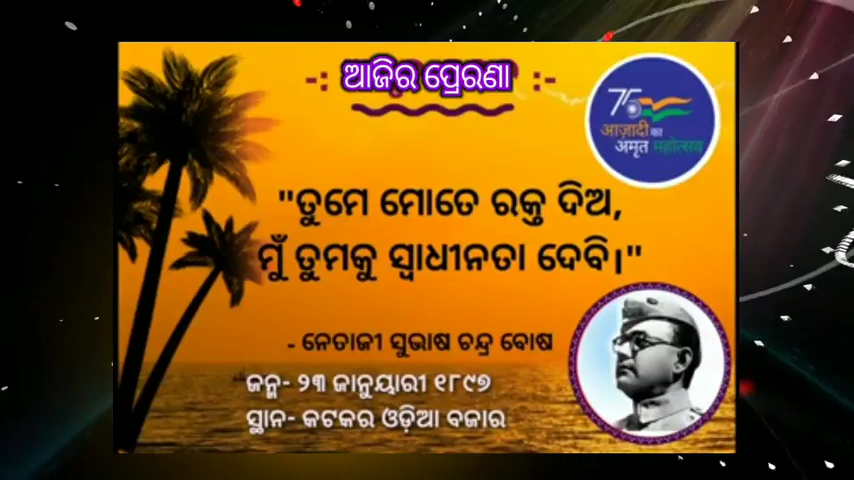 -: ଆଜିର ପ୍ରେରଣା :-
75
आज़ादी का
अमृत महोत्सव
"ତୁମେ ମୋତେ ରକ୍ତ ଦିଅ,
ମୁଁ ତୁମକୁ ସ୍ଵାଧୀନତା ଦେବି।"
- ନେତାଜୀ ସୁଭାଷ ଚନ୍ଦ୍ର ବୋଷ
ଜନ୍ମ- ୨୩ ଜାନୁୟାରୀ ୧୮୯୭
ସ୍ଥାନ- କଟକର ଓଡ଼ିଆ ବଜାର